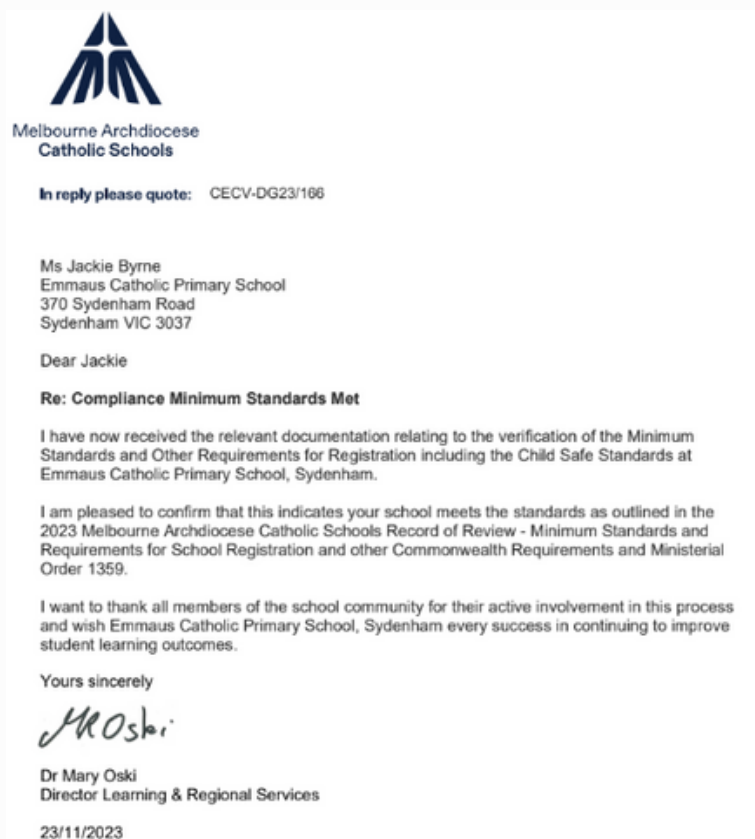 Melbourne Archdiocese
Catholic Schools
In reply please quote: CECV-DG23/166
Ms Jackie Byrne
Emmaus Catholic Primary School
370 Sydenham Road
Sydenham VIC 3037
Dear Jackie
Re: Compliance Minimum Standards Met
I have now received the relevant documentation relating to the verification of the Minimum
Standards and Other Requirements for Registration including the Child Safe Standards at
Emmaus Catholic Primary School, Sydenham.
I am pleased to confirm that this indicates your school meets the standards as outlined in the
2023 Melbourne Archdiocese Catholic Schools Record of Review - Minimum Standards and
Requirements for School Registration and other Commonwealth Requirements and Ministerial
Order 1359.
I want to thank all members of the school community for their active involvement in this process
and wish Emmaus Catholic Primary School, Sydenham every success in continuing to improve
student learning outcomes.
Yours sincerely
MROski
Dr Mary Oski
Director Learning & Regional Services
23/11/2023